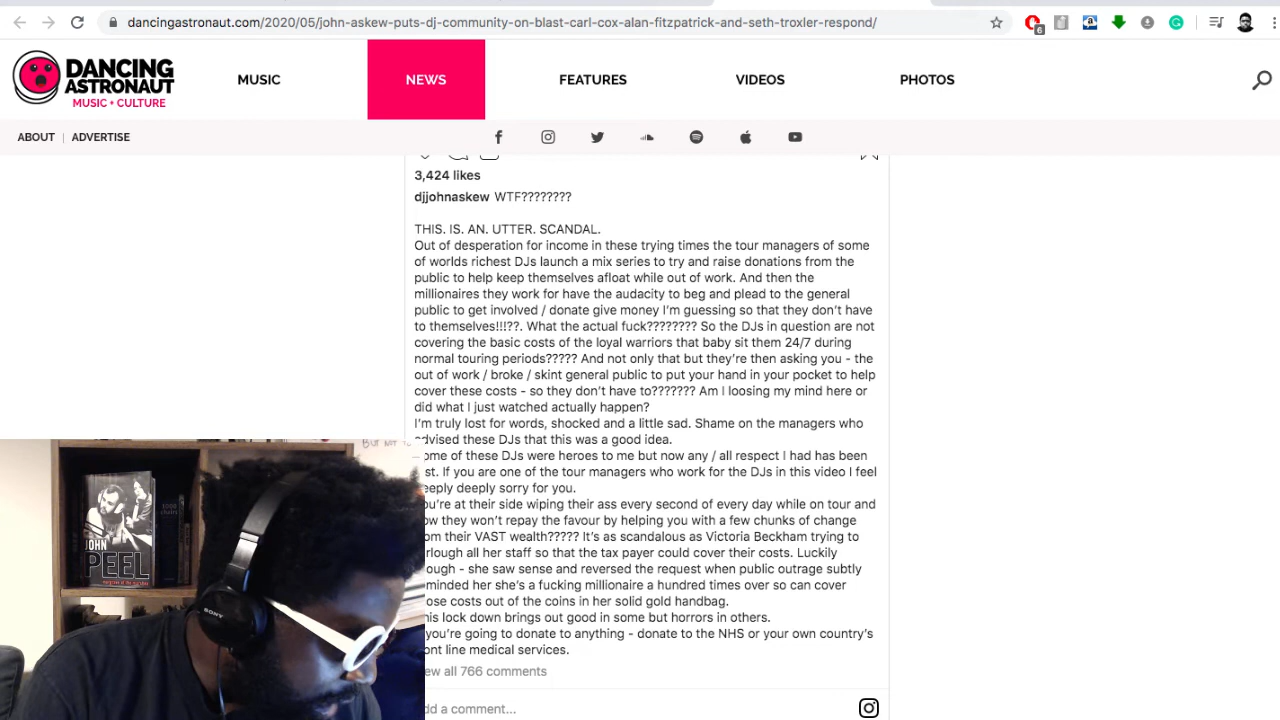 dancingastronaut.com/2020/05/john-askew-puts-dj-community-on-blast-carl-cox-alan-fitzpatrick-and-seth-troxler-respond/
6
DANCING
ASTRONAUT
MUSIC + CULTURE
MUSIC
NEWS
FEATURES
VIDEOS
PHOTOS
ABOUT | ADVERTISE
3,424 likes
djjohnaskew WTF????????
THIS. IS. AN. UTTER. SCANDAL.
Out of desperation for income in these trying times the tour managers of some
of worlds richest DJs launch a mix series to try and raise donations from the
public to help keep themselves afloat while out of work. And then the
millionaires they work for have the audacity to beg and plead to the general
public to get involved / donate give money I'm guessing so that they don't have
to themselves!!!??. What the actual fuck???????? So the DJs in question are not
covering the basic costs of the loyal warriors that baby sit them 24/7 during
normal touring periods????? And not only that but they're then asking you - the
out of work / broke / skint general public to put your hand in your pocket to help
cover these costs - so they don't have to??????? Am I loosing my mind here or
did what I just watched actually happen?
I'm truly lost for words, shocked and a little sad. Shame on the managers who
dvised these DJs that this was a good idea.
ome of these DJs were heroes to me but now any / all respect I had has been
st. If you are one of the tour managers who work for the DJs in this video I feel
eeply deeply sorry for you.
ou're at their side wiping their ass every second of every day while on tour and
ow they won't repay the favour by helping you with a few chunks of change
om their VAST wealth????? It's as scandalous as Victoria Beckham trying to
rlough all her staff so that the tax payer could cover their costs. Luckily
ough - she saw sense and reversed the request when public outrage subtly
minded her she's a fucking millionaire a hundred times over so can cover
ose costs out of the coins in her solid gold handbag.
his lock down brings out good in some but horrors in others.
you're going to donate to anything - donate to the NHS or your own country's
ont line medical services.
ew all 766 comments
dd a comment...
JOHN
PEEL
SONY